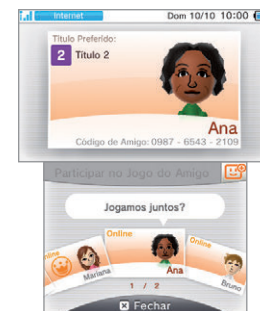 Internet
Dom 10/10 10:00
Título Preferido:
2 Título 2
Ana
Código de Amigo: 0987 - 6543 - 2109
Participar no Jogo do Amigo
Jogamos juntos?
Online
Online
Online
Mariana
Ana
Bruno
1 / 2
Fechar